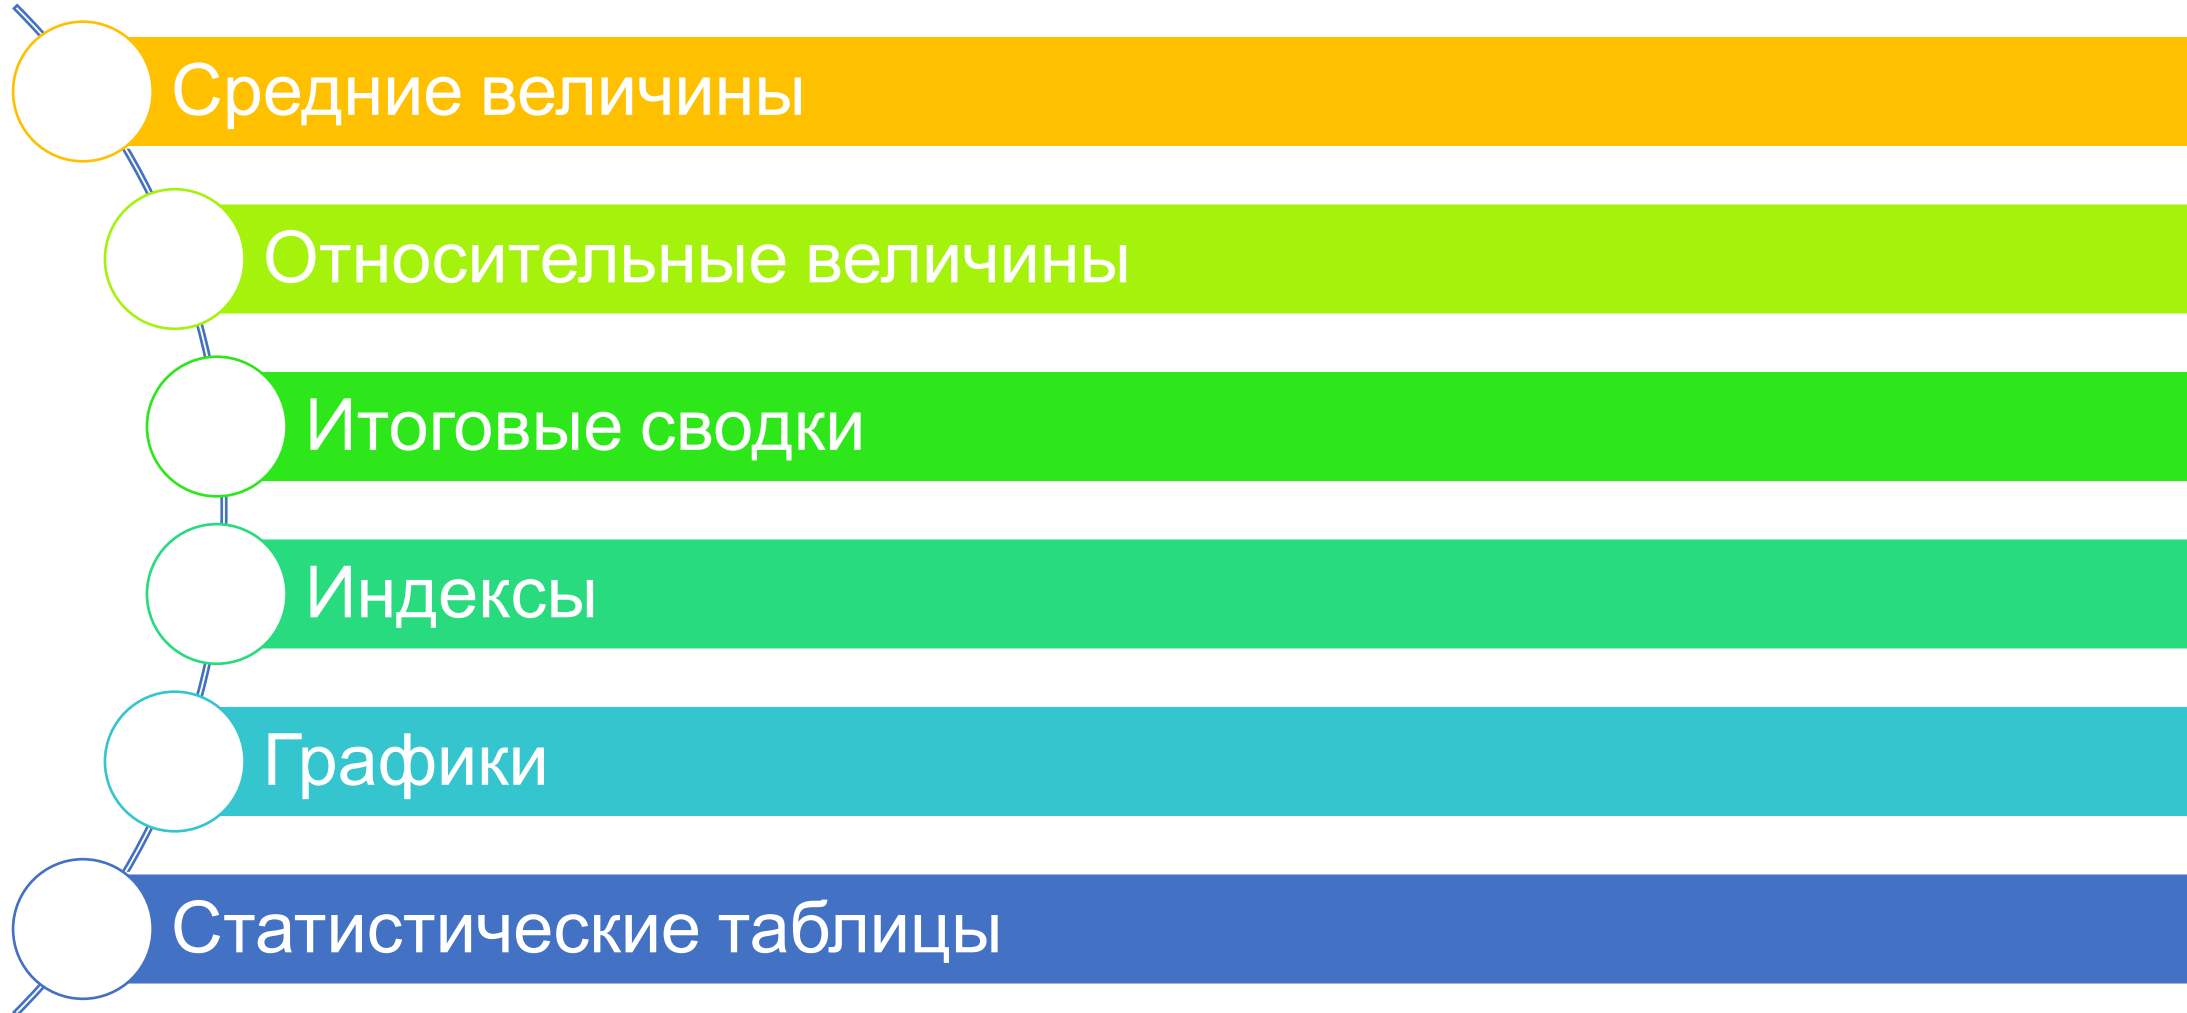 Средние величины
Относительные величины
Итоговые сводки
Индексы
Графики
Статистические таблицы